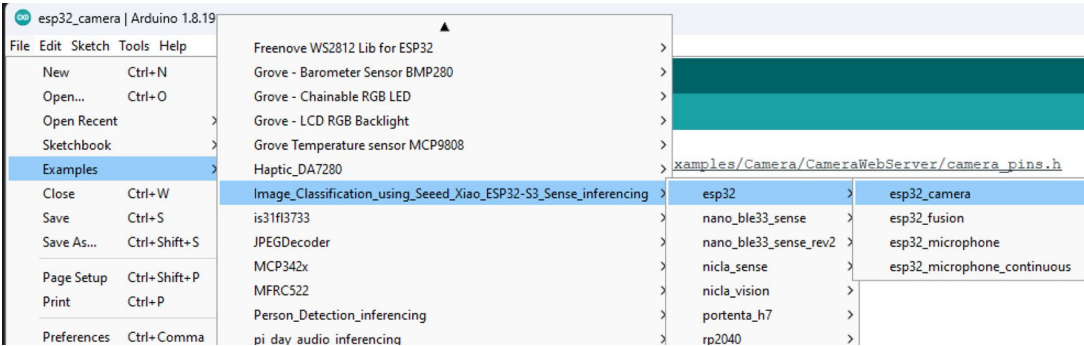 esp32_camera | Arduino 1.8.19
File Edit Sketch Tools Help
New Ctrl+N
Open... Ctrl+O
Open Recent
Sketchbook
Examples
Close Ctrl+W
Save Ctrl+S
Save As... Ctrl+Shift+S
Page Setup Ctrl+Shift+P
Print Ctrl+P
Preferences Ctrl+Comma
Freenove WS2812 Lib for ESP32
Grove - Barometer Sensor BMP280
Grove - Chainable RGB LED
Grove - LCD RGB Backlight
Grove Temperature sensor MCP9808
Haptic_DA7280
Image_Classification_using_Seeed_Xiao_ESP32-S3_Sense_inferencing
is31fl3733
JPEGDecoder
MCP342x
MFRC522
Person_Detection_inferencing
pi_day_audio_inferencing
xamples/Camera/CameraWebServer/camera_pins.h
esp32
nano_ble33_sense
nano_ble33_sense_rev2
nicla_sense
nicla_vision
portenta_h7
rp2040
esp32_camera
esp32_fusion
esp32_microphone
esp32_microphone_continuous